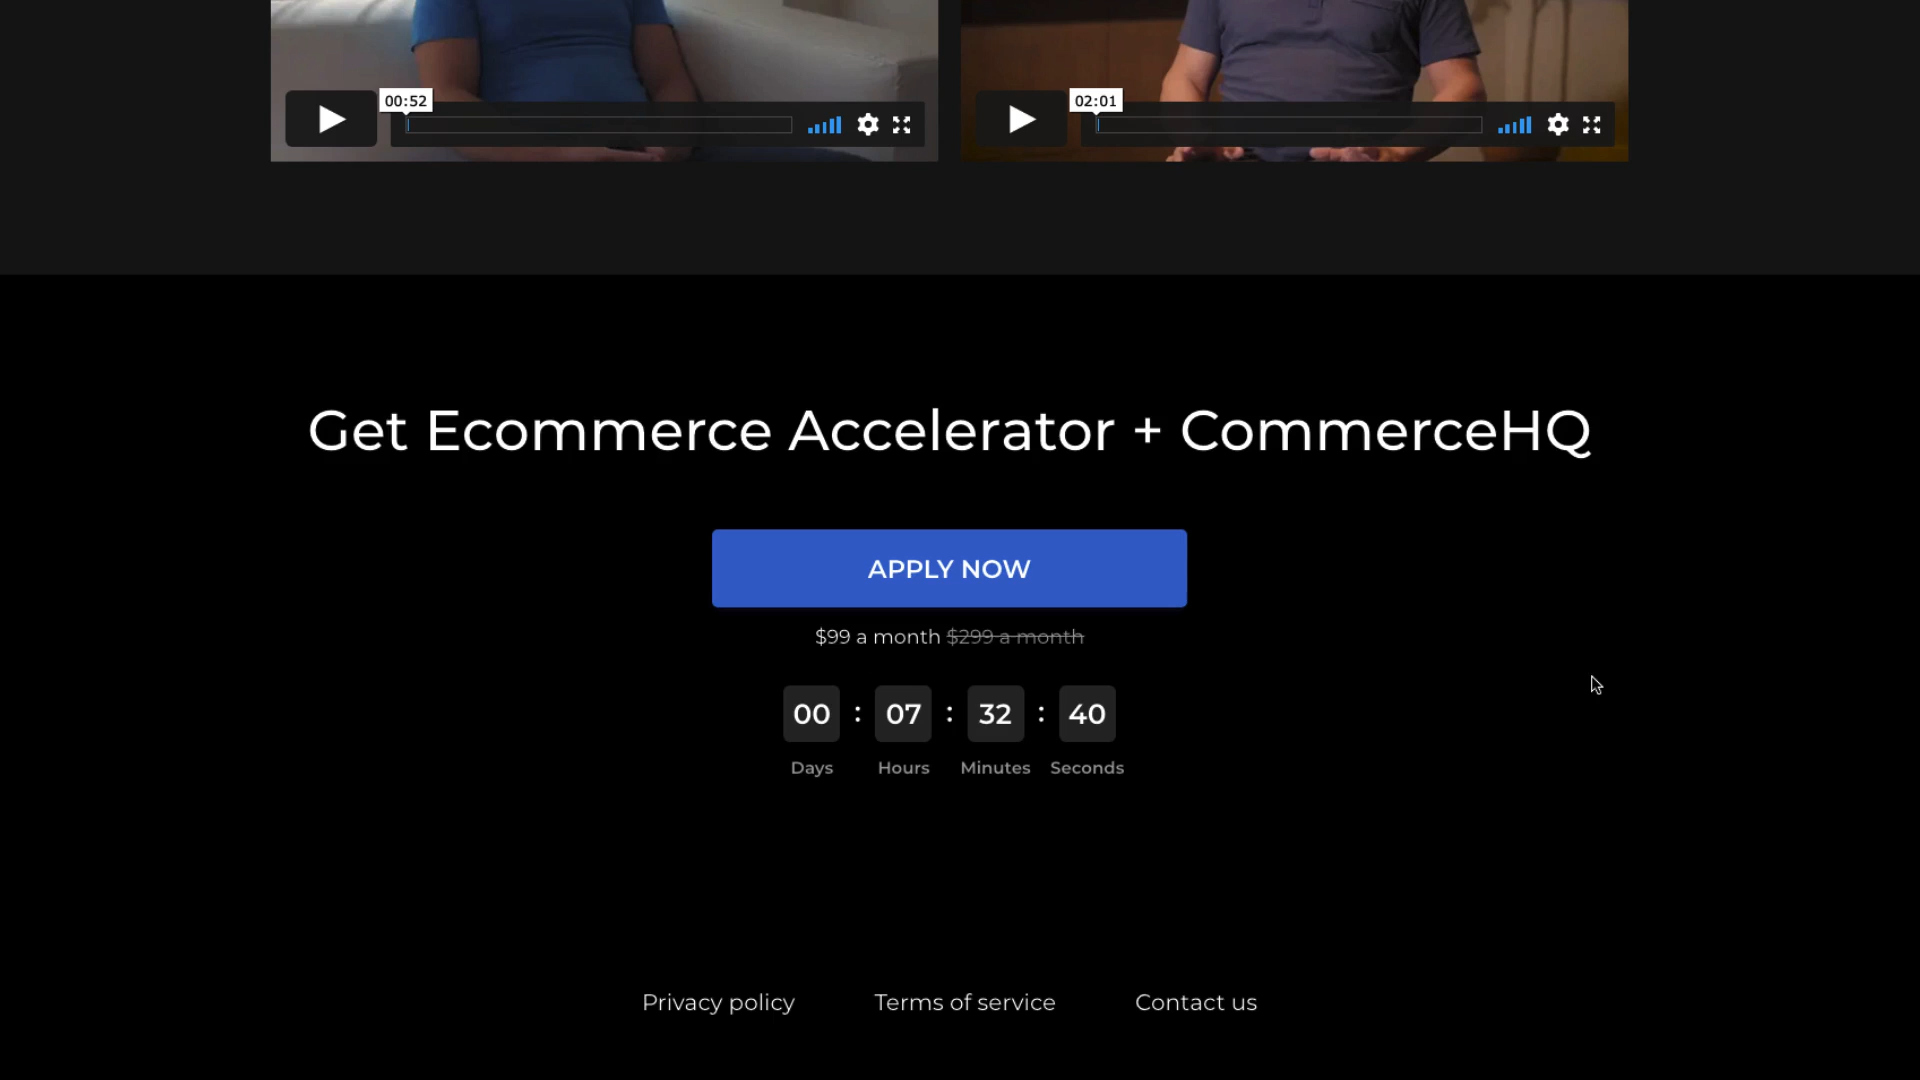 00:52
02:01
Get Ecommerce Accelerator + CommerceHQ
APPLY NOW
$99 a month $299 a month
00 : 07 : 32 : 40
Days Hours Minutes Seconds
Privacy policy Terms of service Contact us